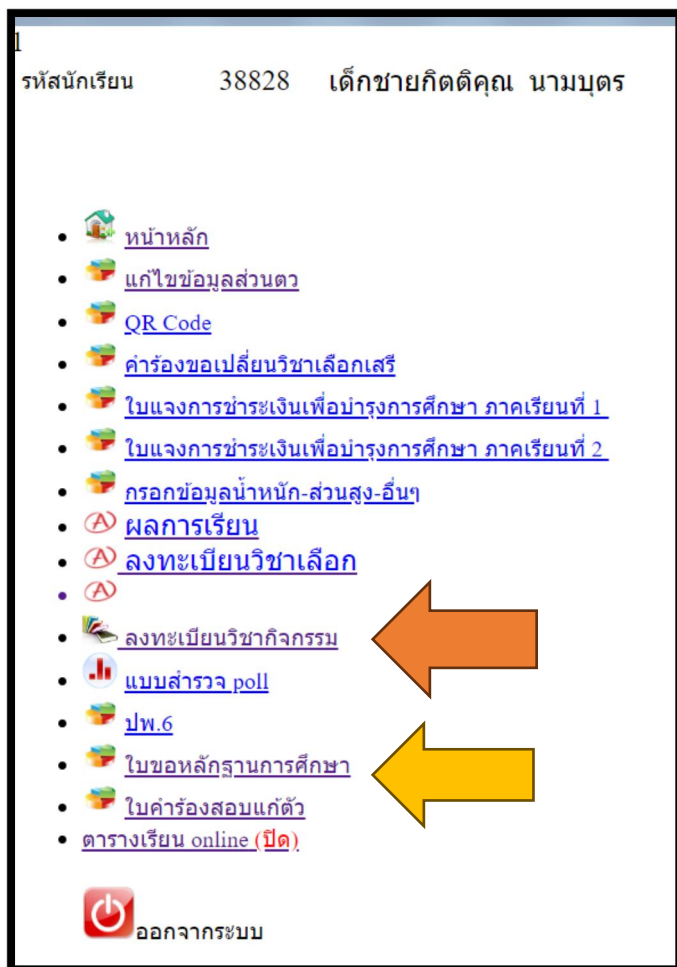 1
รหัสนักเรียน 38828 เด็กชายกิตติคุณ นามบุตร
หน้าหลัก
แก้ไขข้อมูลส่วนตว
QR Code
คำร้องขอเปลี่ยนวิชาเลือกเสรี
ใบแจงการชำระเงินเพื่อบำรุงการศึกษา ภาคเรียนที่ 1
ใบแจงการชำระเงินเพื่อบำรุงการศึกษา ภาคเรียนที่ 2
กรอกข้อมูลน้ำหนัก-ส่วนสูง-อื่นๆ
ผลการเรียน
ลงทะเบียนวิชาเลือก
ลงทะเบียนวิชากิจกรรม
แบบสำรวจ poll
ปพ.6
ใบขอหลักฐานการศึกษา
ใบคำร้องสอบแก้ตัว
ตารางเรียน online (ปิด)
ออกจากระบบ